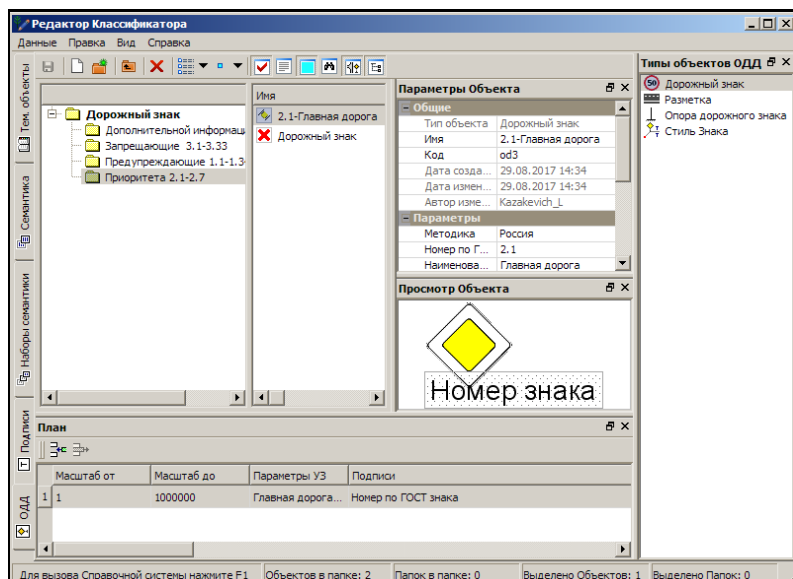 Редактор Классификатора
Данные Правка Вид Справка
Тем. объекты
Семантика
Наборы семантики
Подписи
ОДД
Дорожный знак
Дополнительной информац
Запрещающие 3.1-3.33
Предупреждающие 1.1-1.3
Приоритета 2.1-2.7
Имя
2.1-Главная дорога
Дорожный знак
Параметры Объекта
Общие
Тип объекта Дорожный знак
Имя 2.1-Главная дорога
Код od3
Дата созда... 29.08.2017 14:34
Дата измен... 29.08.2017 14:34
Автор изме... Kazakevich_L
Параметры
Методика Россия
Номер по Г... 2.1
Наименова... Главная дорога
Просмотр Объекта
Номер знака
Типы объектов ОДД
50 Дорожный знак
Разметка
Опора дорожного знака
Стиль Знака
План
Масштаб от Масштаб до Параметры УЗ Подписи
1 1 1000000 Главная дорога... Номер по ГОСТ знака
Для вызова Справочной системы нажмите F1 Объектов в папке: 2 Папок в папке: 0 Выделено Объектов: 1 Выделено Папок: 0